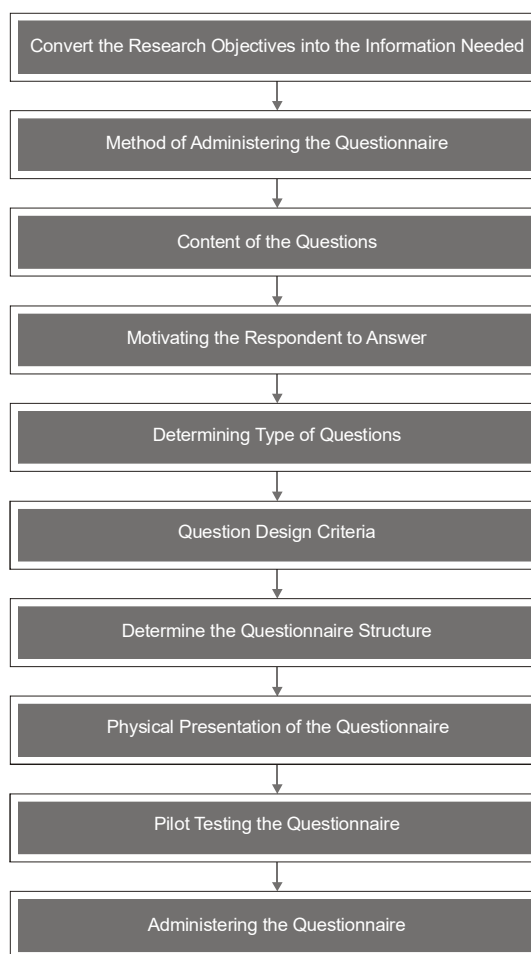 Convert the Research Objectives into the Information Needed
Method of Administering the Questionnaire
Content of the Questions
Motivating the Respondent to Answer
Determining Type of Questions
Question Design Criteria
Determine the Questionnaire Structure
Physical Presentation of the Questionnaire
Pilot Testing the Questionnaire
Administering the Questionnaire